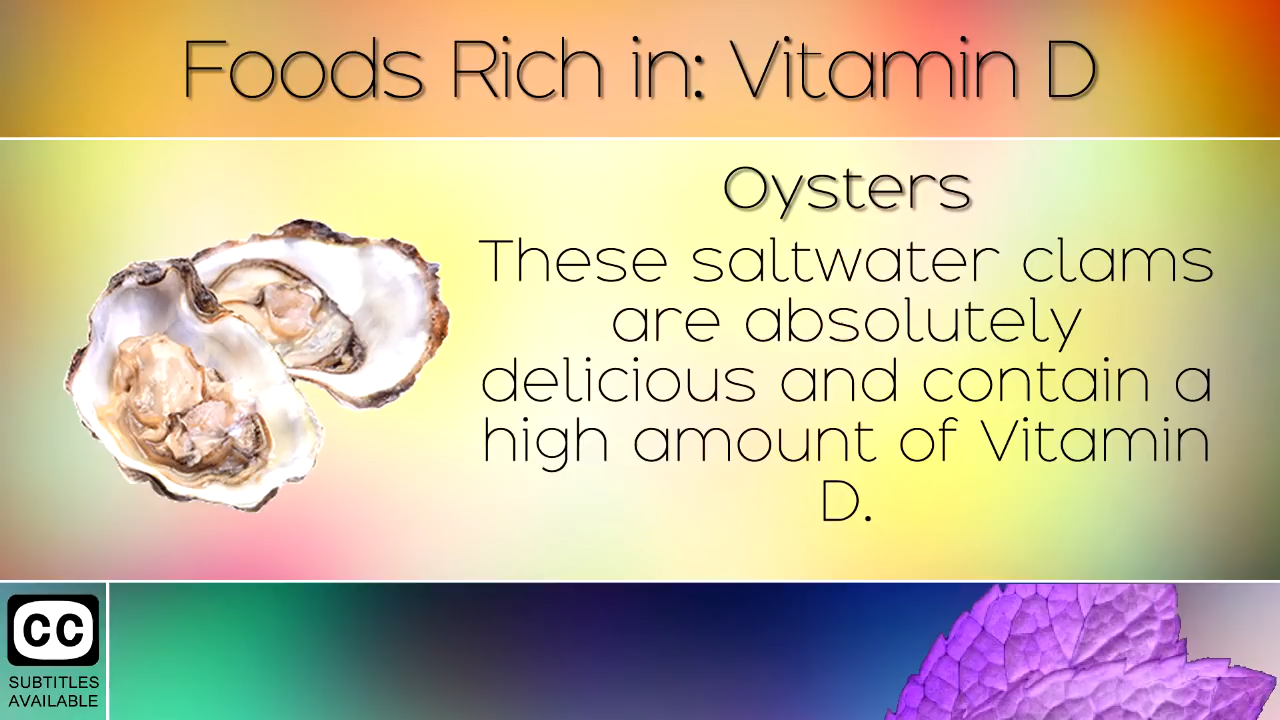 Foods Rich in: Vitamin D
Oysters
These saltwater clams
are absolutely
delicious and contain a
high amount of Vitamin
D.
CC
SUBTITLES
AVAILABLE